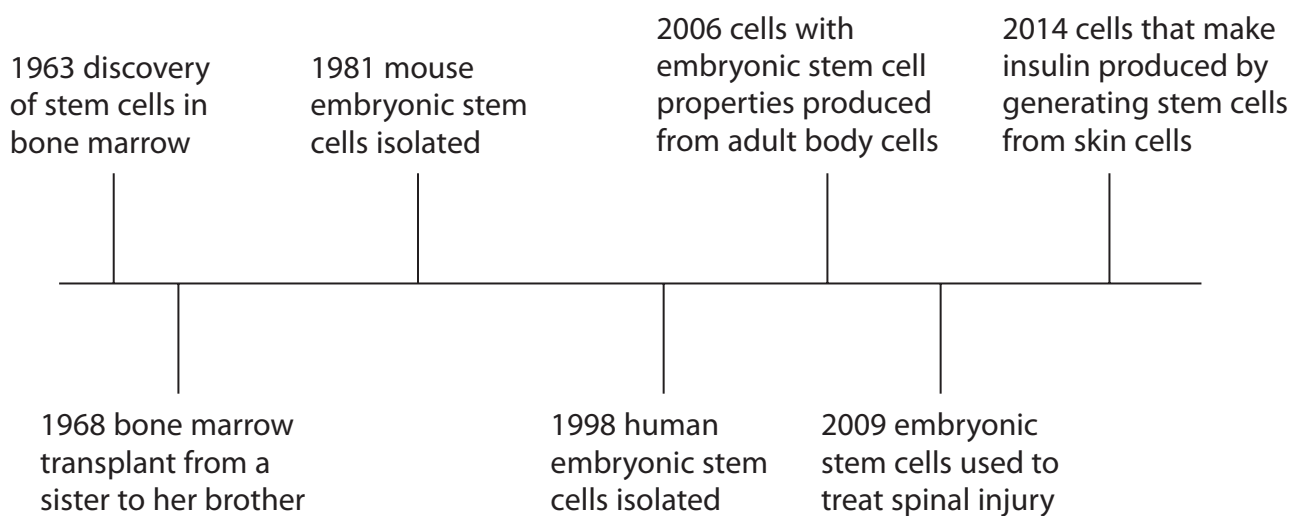 1963 discovery
of stem cells in
bone marrow
1981 mouse
embryonic stem
cells isolated
2006 cells with
embryonic stem cell
properties produced
from adult body cells
2014 cells that make
insulin produced by
generating stem cells
from skin cells
1968 bone marrow
transplant from a
sister to her brother
1998 human
embryonic stem
cells isolated
2009 embryonic
stem cells used to
treat spinal injury